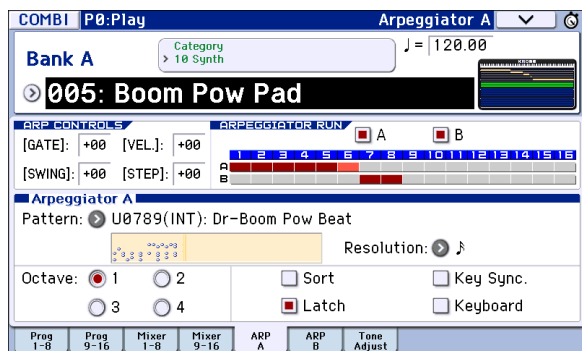 COMBI P0:Play Arpeggiator A
Bank A
Category
10 Synth
♩= 120.00
KROSS
005: Boom Pow Pad
ARP CONTROLS
[GATE]: +00 [VEL.]: +00
[SWING]: +00 [STEP]: +00
ARPEGGIATOR RUN A B
1 2 3 4 5 6 7 8 9 10 11 12 13 14 15 16
A
B
Arpeggiator A
Pattern: U0789(INT): Dr-Boom Pow Beat
Resolution: ♪
Octave: 1 2
3 4
Sort Key Sync.
Latch Keyboard
Prog 1-8
Prog 9-16
Mixer 1-8
Mixer 9-16
ARP A
ARP B
Tone Adjust